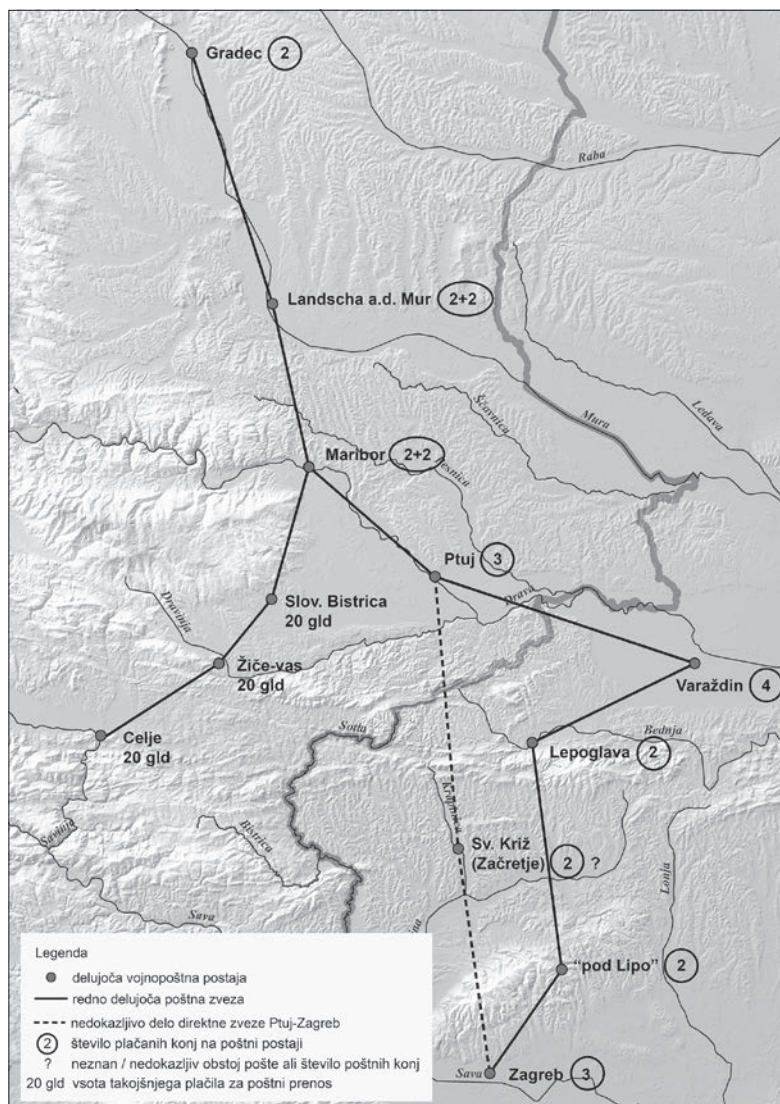 Gradec 2
Raba
Landscha a.d. Mur 2+2
Ledava
Ščavnica
Mura
Maribor 2+2
Pesnica
Ptuj 3
Drava
Slov. Bistrica
20 gld
Dravinja
Žiče-vas
20 gld
Varaždin 4
Celje
20 gld
Sotla
Bednja
Lepoglava 2
Krapinica
Savinja
Bistrica
Sv. Križ
(Začretje) 2 ?
Lonja
Sava
"pod Lipo" 2
Sava
Zagreb 3
Legenda
delujoča vojnopoštna postaja
redno delujoča poštna zveza
nedokazljivo delo direktne zveze Ptuj-Zagreb
2 število plačanih konj na poštni postaji
? neznan / nedokazljiv obstoj pošte ali število poštnih konj
20 gld vsota takojšnjega plačila za poštni prenos